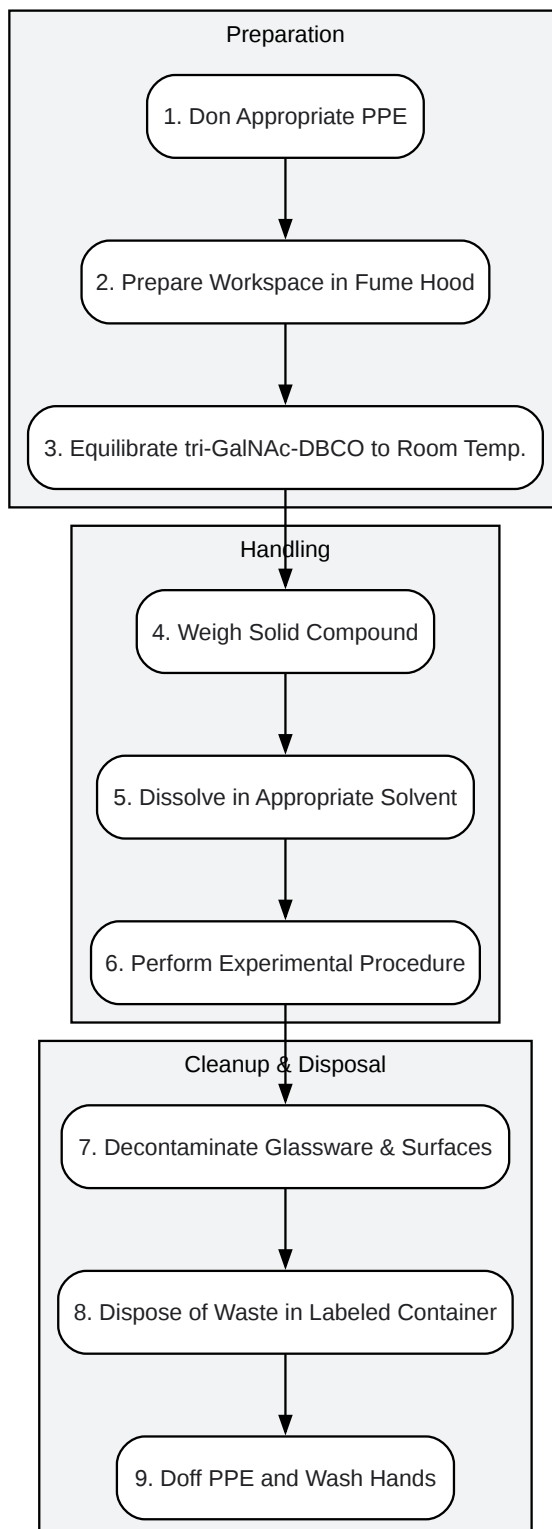 Preparation
1. Don Appropriate PPE
2. Prepare Workspace in Fume Hood
3. Equilibrate tri-GalNAc-DBCO to Room Temp.
Handling
4. Weigh Solid Compound
5. Dissolve in Appropriate Solvent
6. Perform Experimental Procedure
Cleanup & Disposal
7. Decontaminate Glassware & Surfaces
8. Dispose of Waste in Labeled Container
9. Doff PPE and Wash Hands